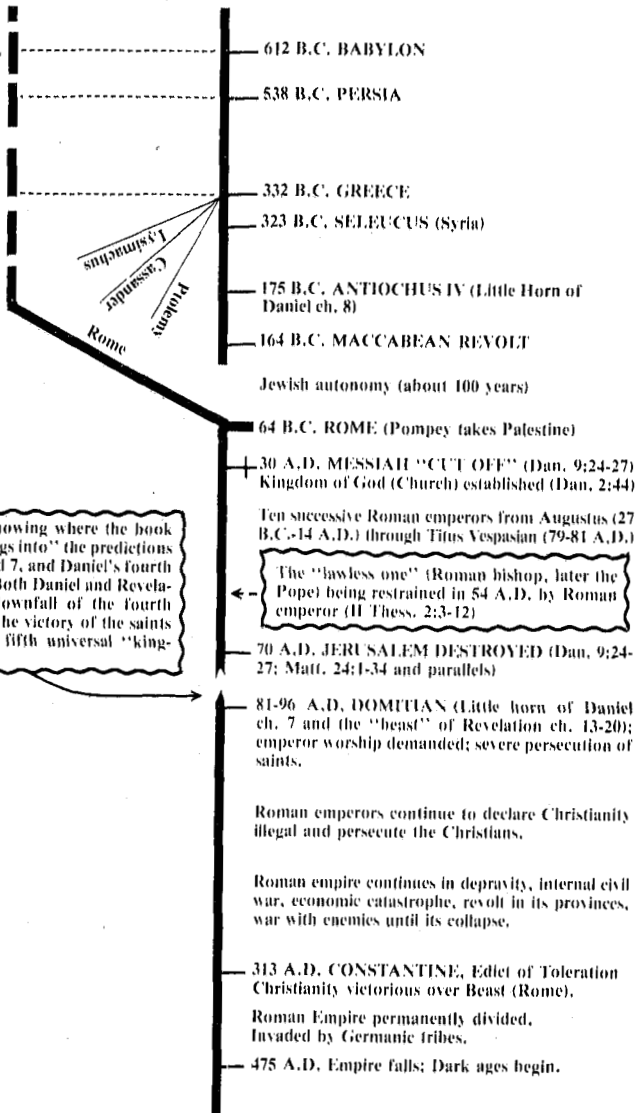 612 B.C. BABYLON
538 B.C. PERSIA
332 B.C. GREECE
323 B.C. SELEUCUS (Syria)
Lysimachus
Cassander
Ptolemy
175 B.C. ANTIOCHUS IV (Little Horn of
Daniel ch. 8)
Rome
164 B.C. MACCABEAN REVOLT
Jewish autonomy (about 100 years)
64 B.C. ROME (Pompey takes Palestine)
30 A.D. MESSIAH "CUT OFF" (Dan. 9:24-27)
Kingdom of God (Church) established (Dan. 2:44)
Ten successive Roman emperors from Augustus (27
B.C.-14 A.D.) through Titus Vespasian (79-81 A.D.)
nowing where the book
gs into" the predictions
d 7, and Daniel's fourth
Both Daniel and Revela-
ownfall of the fourth
he victory of the saints
fifth universal "king-
The "lawless one" (Roman bishop, later the
Pope) being restrained in 54 A.D. by Roman
emperor (II Thess. 2:3-12)
70 A.D. JERUSALEM DESTROYED (Dan. 9:24-
27; Matt. 24:1-34 and parallels)
81-96 A.D. DOMITIAN (Little horn of Daniel
ch. 7 and the "beast" of Revelation ch. 13-20);
emperor worship demanded; severe persecution of
saints.
Roman emperors continue to declare Christianity
illegal and persecute the Christians.
Roman empire continues in depravity, internal civil
war, economic catastrophe, revolt in its provinces,
war with enemies until its collapse.
313 A.D. CONSTANTINE, Edict of Toleration
Christianity victorious over Beast (Rome).
Roman Empire permanently divided.
Invaded by Germanic tribes.
475 A.D. Empire falls; Dark ages begin.